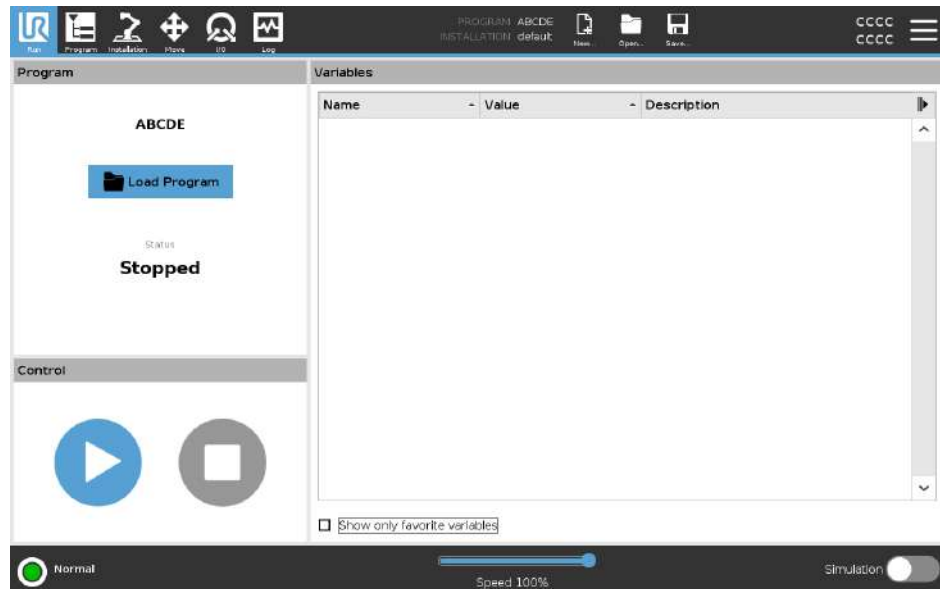 UR
Run Program Installation Move I/O Log
PROGRAM ABCDE
INSTALLATION default
New... Open... Save...
CCCC
CCCC
Program
Variables
ABCDE
Load Program
Status
Stopped
Name Value Description
Control
Show only favorite variables
Normal
Speed 100%
Simulation